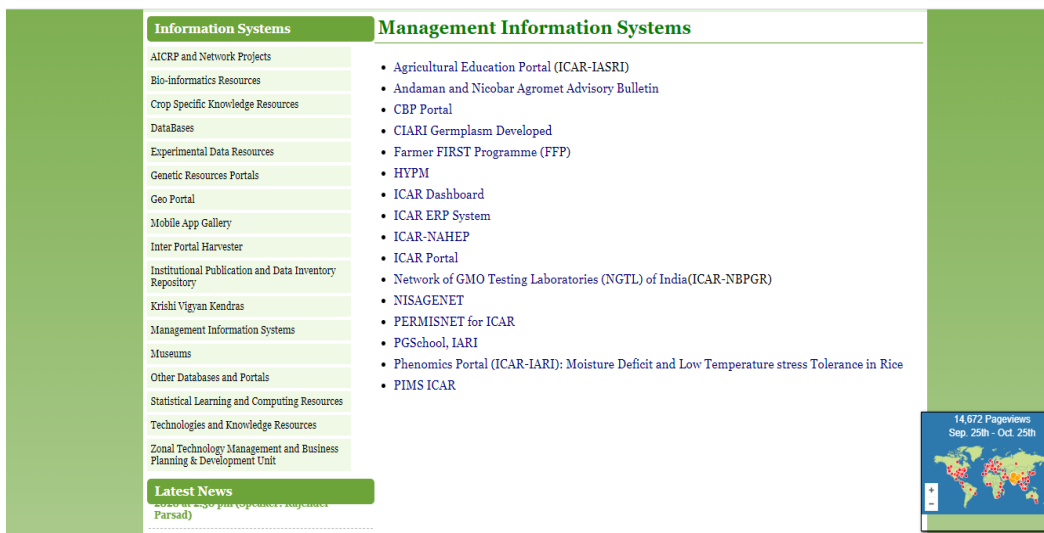 Information Systems
AICRP and Network Projects
Bio-informatics Resources
Crop Specific Knowledge Resources
DataBases
Experimental Data Resources
Genetic Resources Portals
Geo Portal
Mobile App Gallery
Inter Portal Harvester
Institutional Publication and Data Inventory
Repository
Krishi Vigyan Kendras
Management Information Systems
Museums
Other Databases and Portals
Statistical Learning and Computing Resources
Technologies and Knowledge Resources
Zonal Technology Management and Business
Planning & Development Unit
Latest News
2020 at 2:30 pm (Speaker: Rajender
Parsad)
Management Information Systems
Agricultural Education Portal (ICAR-IASRI)
Andaman and Nicobar Agromet Advisory Bulletin
CBP Portal
CIARI Germplasm Developed
Farmer FIRST Programme (FFP)
HYPM
ICAR Dashboard
ICAR ERP System
ICAR-NAHEP
ICAR Portal
Network of GMO Testing Laboratories (NGTL) of India(ICAR-NBPGR)
NISAGENET
PERMISNET for ICAR
PGSchool, IARI
Phenomics Portal (ICAR-IARI): Moisture Deficit and Low Temperature stress Tolerance in Rice
PIMS ICAR
14,672 Pageviews
Sep. 25th - Oct. 25th
+
-